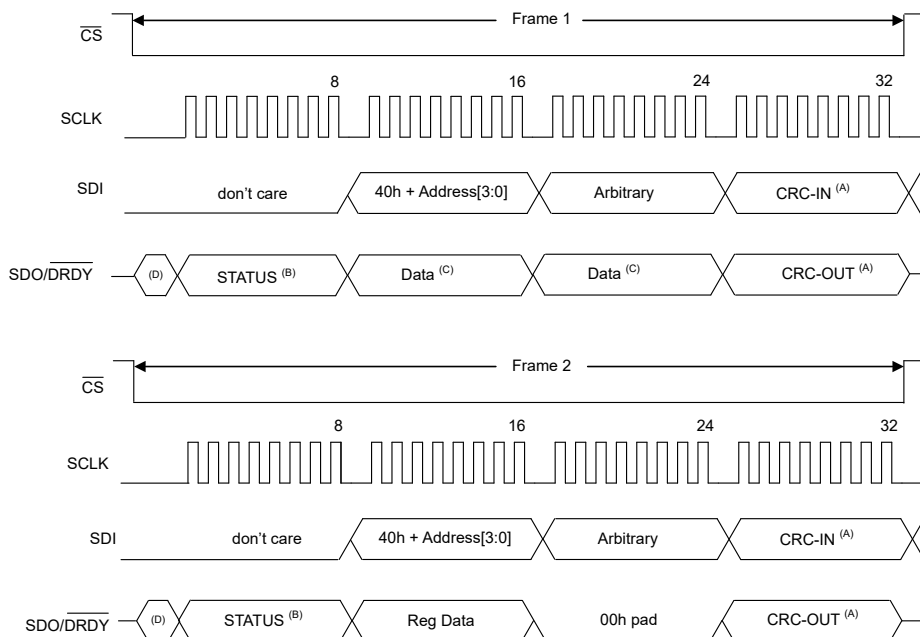 Frame 1
CS
8 16 24 32
SCLK
SDI don't care 40h + Address[3:0] Arbitrary CRC-IN (A)
SDO/DRDY (D) STATUS (B) Data (C) Data (C) CRC-OUT (A)
Frame 2
CS
8 16 24 32
SCLK
SDI don't care 40h + Address[3:0] Arbitrary CRC-IN (A)
SDO/DRDY (D) STATUS (B) Reg Data 00h pad CRC-OUT (A)